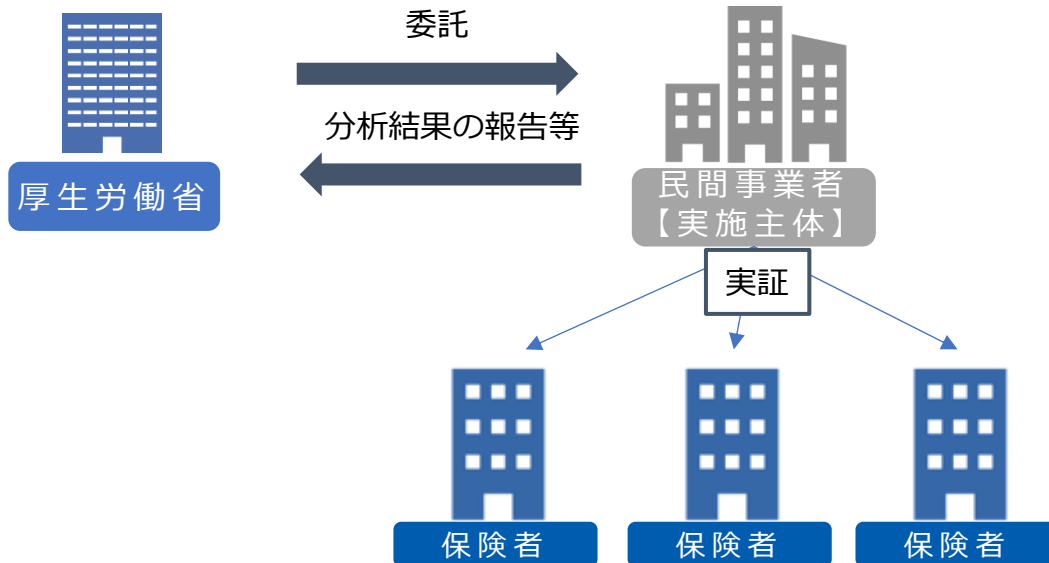 委託
分析結果の報告等
厚生労働省
民間事業者
【実施主体】
実証
保険者
保険者
保険者